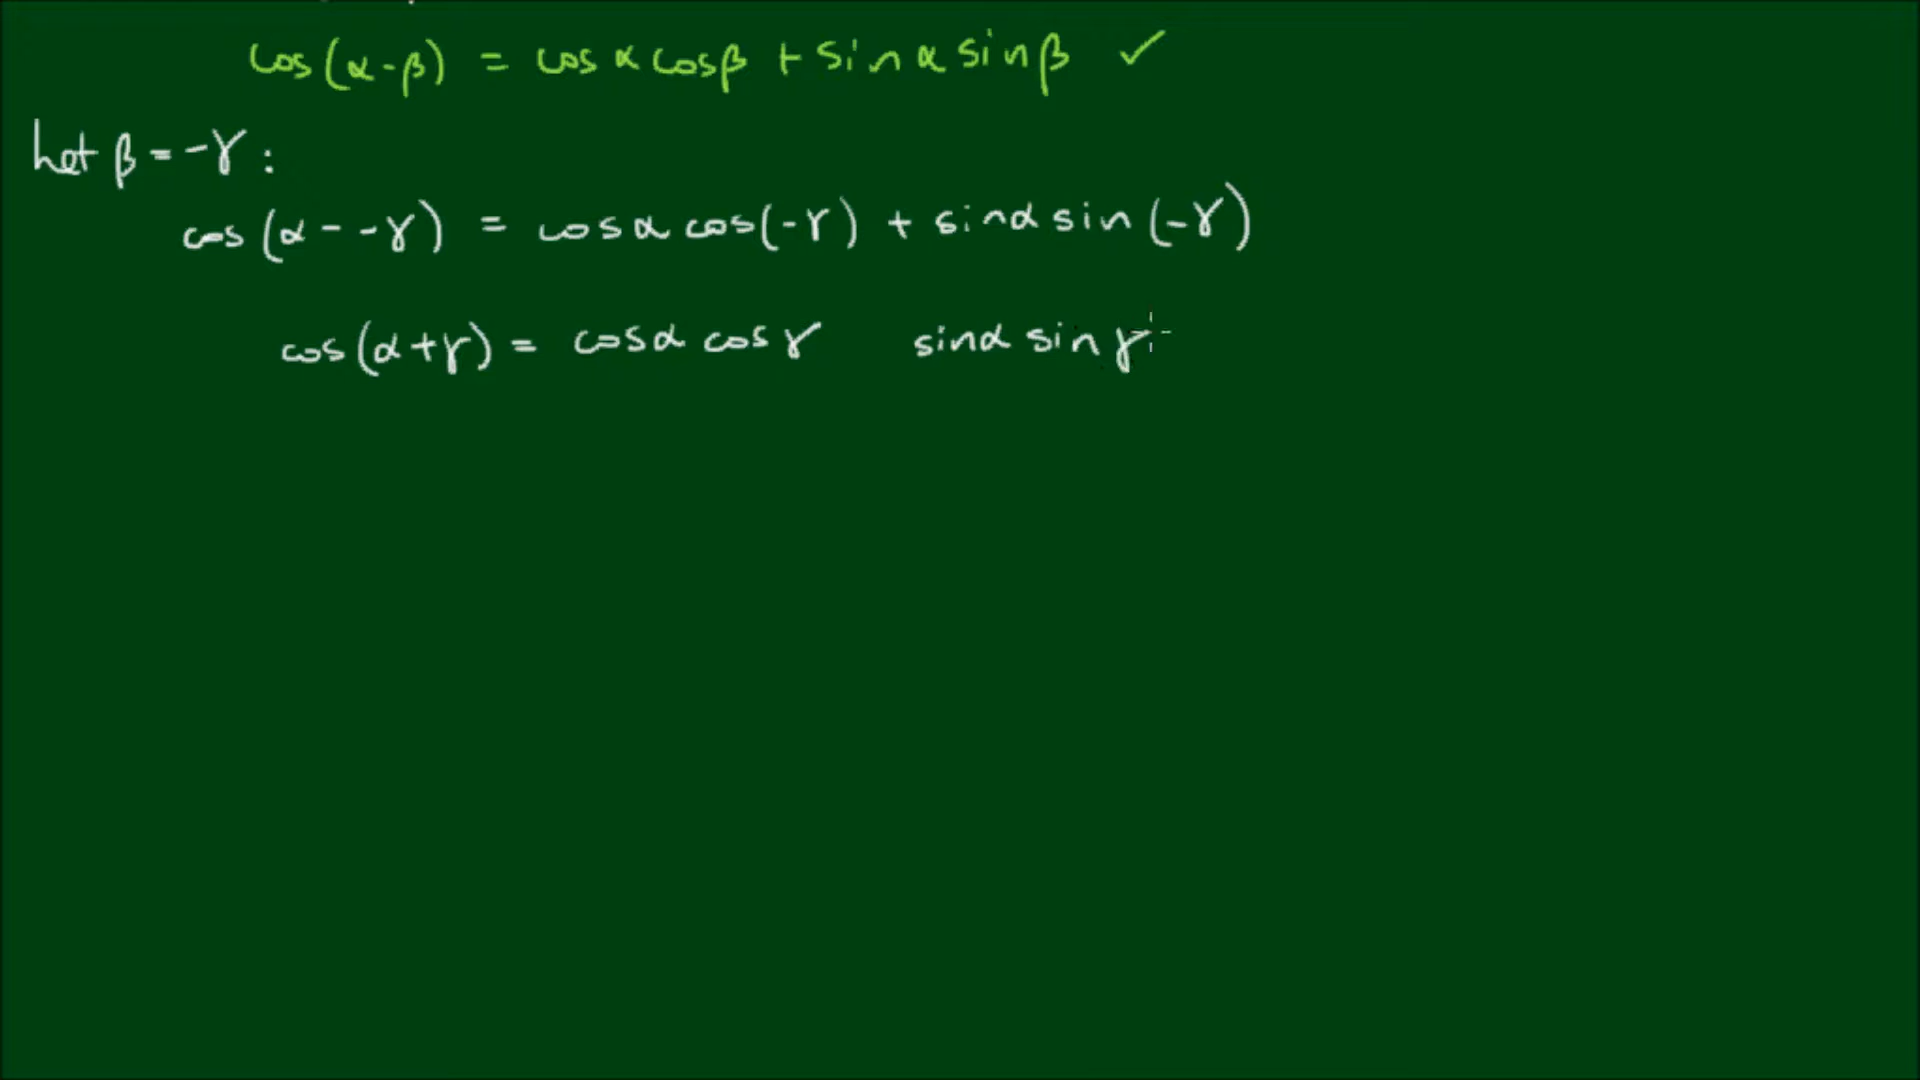 cos(α-β) = cosα cosβ + sinα sinβ ✓
Let β = -γ :
cos(α--γ) = cosα cos(-γ) + sinα sin(-γ)
cos(α+γ) = cosα cosγ sinα sinγ